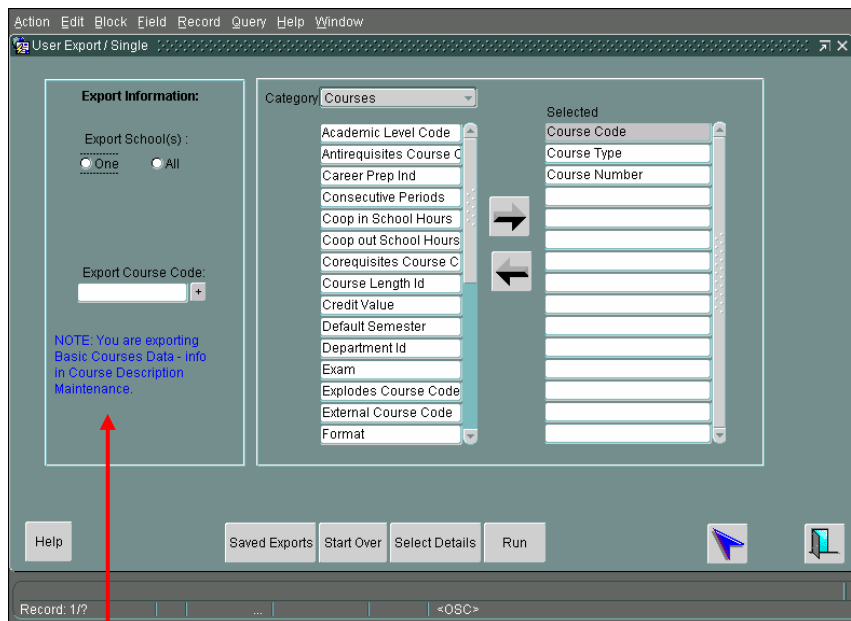 Action Edit Block Field Record Query Help Window
User Export / Single
Export Information:
Export School(s) :
One All
Export Course Code:
+
NOTE: You are exporting
Basic Courses Data - info
in Course Description
Maintenance.
Category Courses
Academic Level Code
Antirequisites Course C
Career Prep Ind
Consecutive Periods
Coop in School Hours
Coop out School Hours
Corequisites Course C
Course Length Id
Credit Value
Default Semester
Department Id
Exam
Explodes Course Code
External Course Code
Format
Selected
Course Code
Course Type
Course Number
Help Saved Exports Start Over Select Details Run
Record: 1/? ... <OSC>